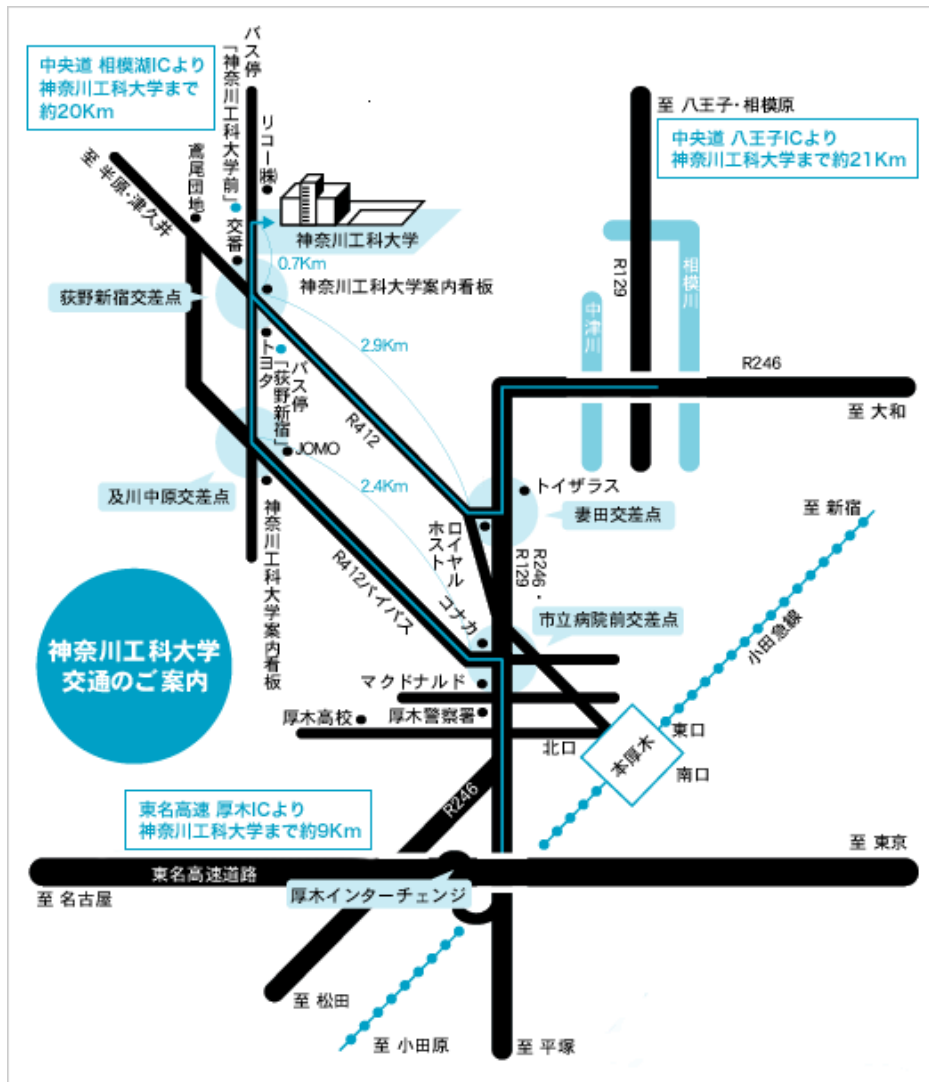 中央道 相模湖ICより
神奈川工科大学まで
約20Km
バス停
「神奈川工科大学前」
リコー㈱
至 八王子・相模原
中央道 八王子ICより
神奈川工科大学まで約21Km
至 半原・津久井
鳶尾団地
交番
神奈川工科大学
0.7Km
神奈川工科大学案内看板
荻野新宿交差点
R129
相模川
中津川
2.9Km
トヨタ
バス停
「荻野新宿」
R412
R246
至 大和
JOMO
2.4Km
及川中原交差点
トイザラス
妻田交差点
至 新宿
神奈川工科大学案内看板
ロイヤル
ホスト
R246・
R129
R412バイパス
コナカ
市立病院前交差点
小田急線
神奈川工科大学
交通のご案内
マクドナルド
厚木高校
厚木警察署
北口
本厚木
東口
南口
R246
東名高速 厚木ICより
神奈川工科大学まで約9Km
至 東京
東名高速道路
至 名古屋
厚木インターチェンジ
至 松田
至 小田原
至 平塚